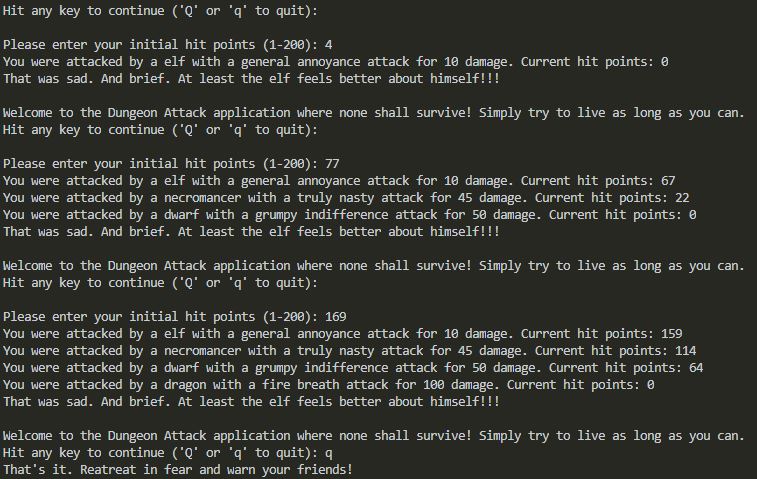 Hit any key to continue ('Q' or 'q' to quit):
Please enter your initial hit points (1-200): 4
You were attacked by a elf with a general annoyance attack for 10 damage. Current hit points: 0
That was sad. And brief. At least the elf feels better about himself!!!
Welcome to the Dungeon Attack application where none shall survive! Simply try to live as long as you can.
Hit any key to continue ('Q' or 'q' to quit):
Please enter your initial hit points (1-200): 77
You were attacked by a elf with a general annoyance attack for 10 damage. Current hit points: 67
You were attacked by a necromancer with a truly nasty attack for 45 damage. Current hit points: 22
You were attacked by a dwarf with a grumpy indifference attack for 50 damage. Current hit points: 0
That was sad. And brief. At least the elf feels better about himself!!!
Welcome to the Dungeon Attack application where none shall survive! Simply try to live as long as you can.
Hit any key to continue ('Q' or 'q' to quit):
Please enter your initial hit points (1-200): 169
You were attacked by a elf with a general annoyance attack for 10 damage. Current hit points: 159
You were attacked by a necromancer with a truly nasty attack for 45 damage. Current hit points: 114
You were attacked by a dwarf with a grumpy indifference attack for 50 damage. Current hit points: 64
You were attacked by a dragon with a fire breath attack for 100 damage. Current hit points: 0
That was sad. And brief. At least the elf feels better about himself!!!
Welcome to the Dungeon Attack application where none shall survive! Simply try to live as long as you can.
Hit any key to continue ('Q' or 'q' to quit): q
That's it. Reatreat in fear and warn your friends!